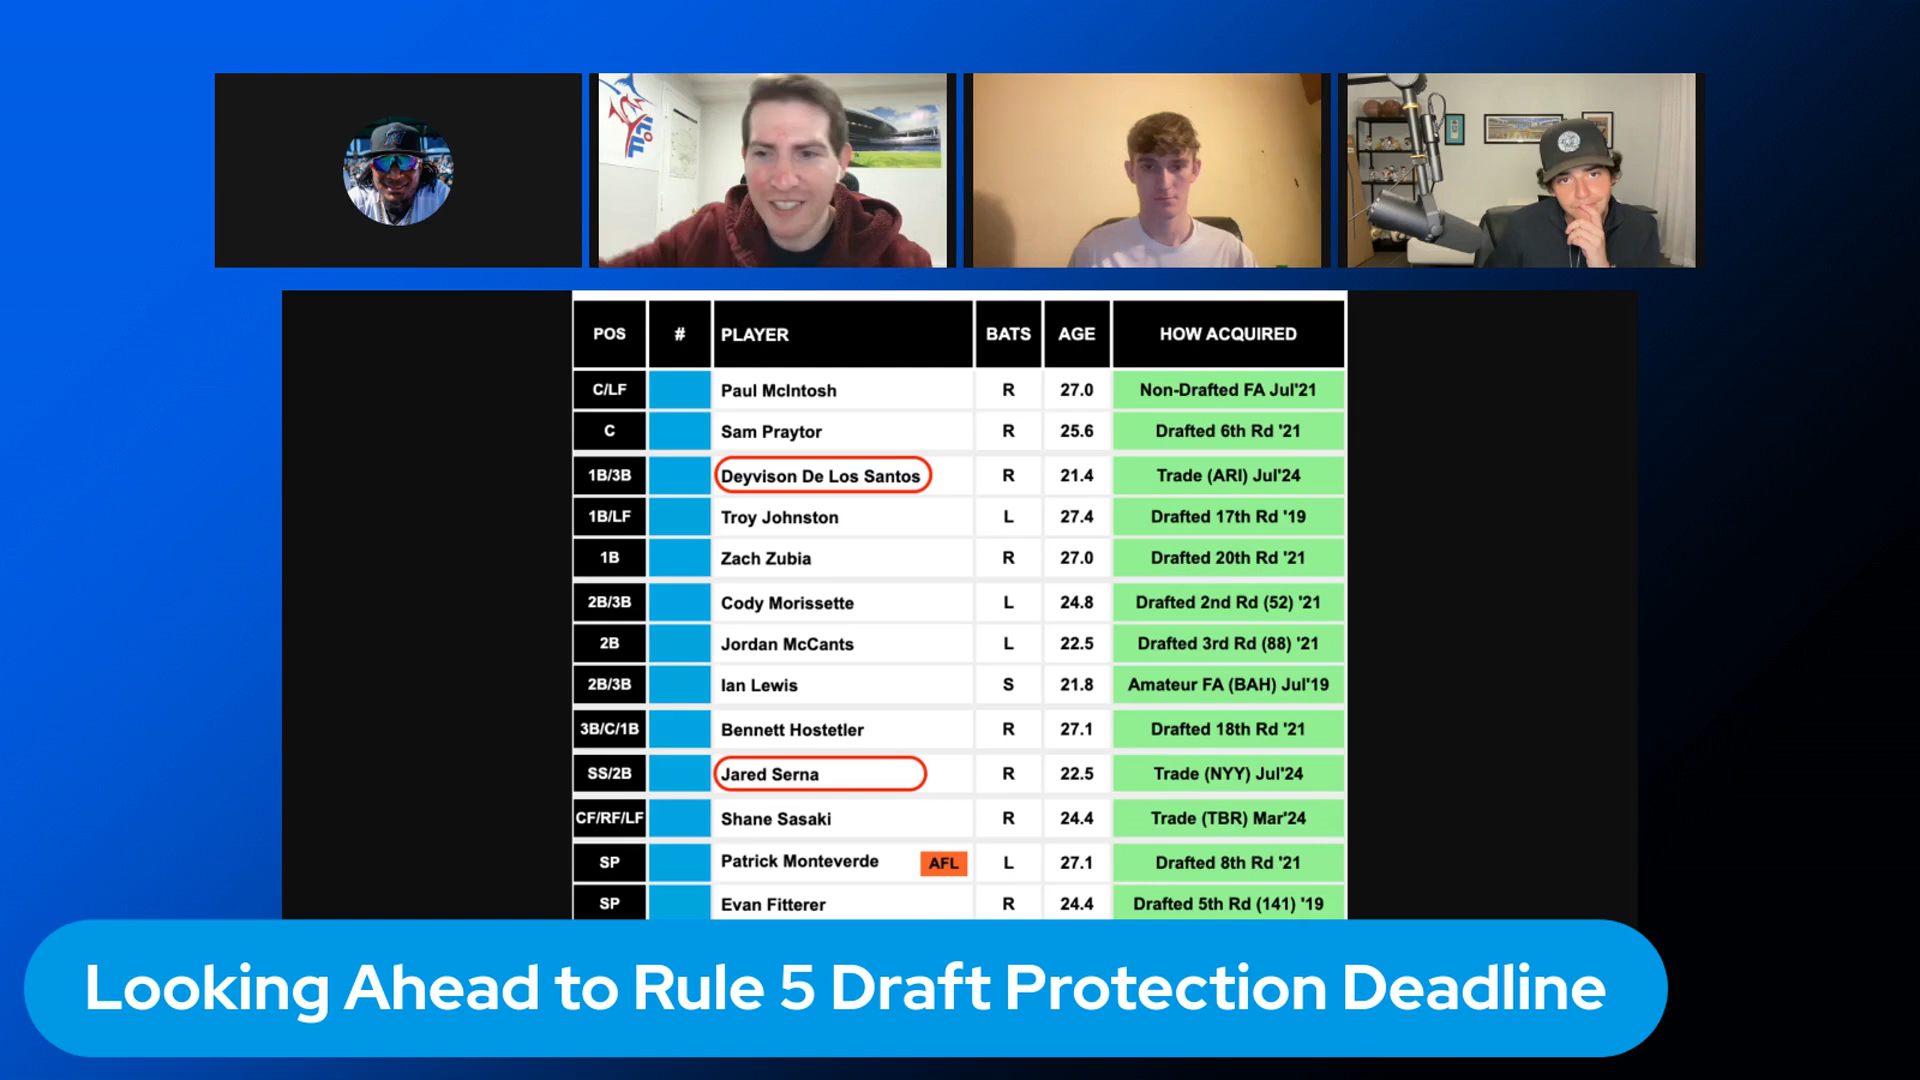 POS # PLAYER BATS AGE HOW ACQUIRED
C/LF Paul McIntosh R 27.0 Non-Drafted FA Jul'21
C Sam Praytor R 25.6 Drafted 6th Rd '21
1B/3B Deyvison De Los Santos R 21.4 Trade (ARI) Jul'24
1B/LF Troy Johnston L 27.4 Drafted 17th Rd '19
1B Zach Zubia R 27.0 Drafted 20th Rd '21
2B/3B Cody Morissette L 24.8 Drafted 2nd Rd (52) '21
2B Jordan McCants L 22.5 Drafted 3rd Rd (88) '21
2B/3B Ian Lewis S 21.8 Amateur FA (BAH) Jul'19
3B/C/1B Bennett Hostetler R 27.1 Drafted 18th Rd '21
SS/2B Jared Serna R 22.5 Trade (NYY) Jul'24
CF/RF/LF Shane Sasaki R 24.4 Trade (TBR) Mar'24
SP Patrick Monteverde AFL L 27.1 Drafted 8th Rd '21
SP Evan Fitterer R 24.4 Drafted 5th Rd (141) '19
Looking Ahead to Rule 5 Draft Protection Deadline